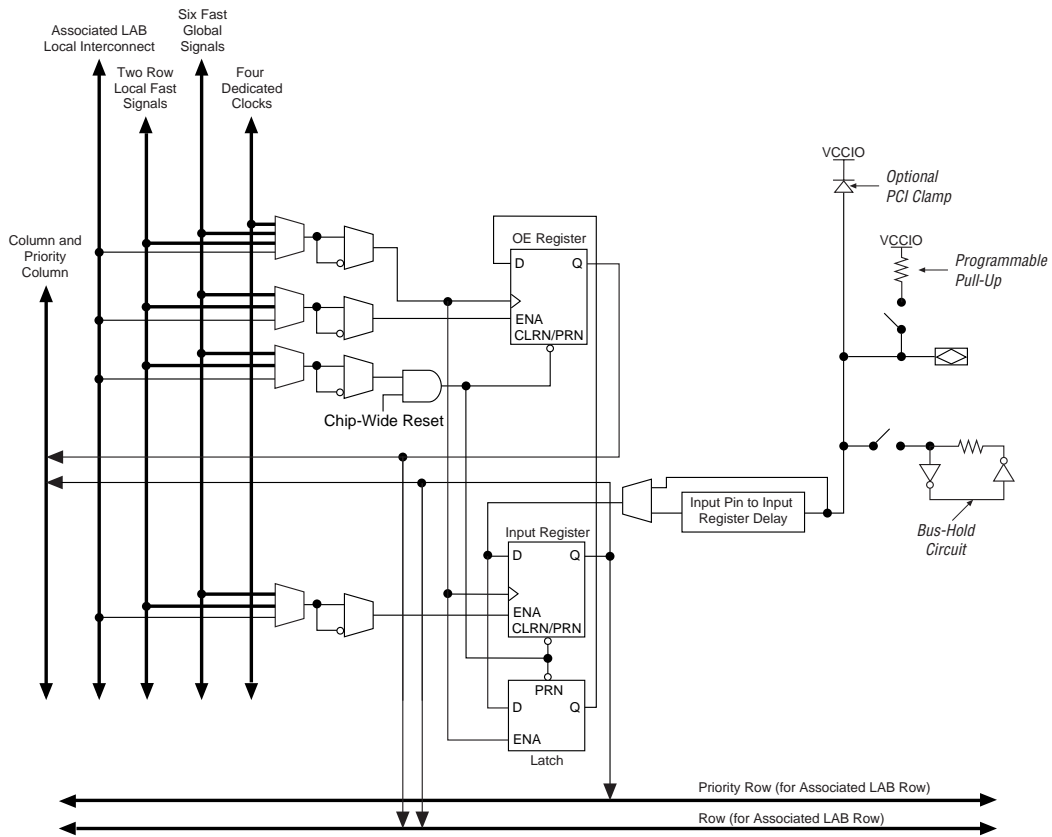 Six Fast
Global
Signals
Associated LAB
Local Interconnect
Two Row
Local Fast
Signals
Four
Dedicated
Clocks
VCCIO
Optional
PCI Clamp
Column and
Priority
Column
OE Register
D Q
ENA
CLRN/PRN
VCCIO
Programmable
Pull-Up
Chip-Wide Reset
Input Pin to Input
Register Delay
Bus-Hold
Circuit
Input Register
D Q
ENA
CLRN/PRN
PRN
D Q
ENA
Latch
Priority Row (for Associated LAB Row)
Row (for Associated LAB Row)